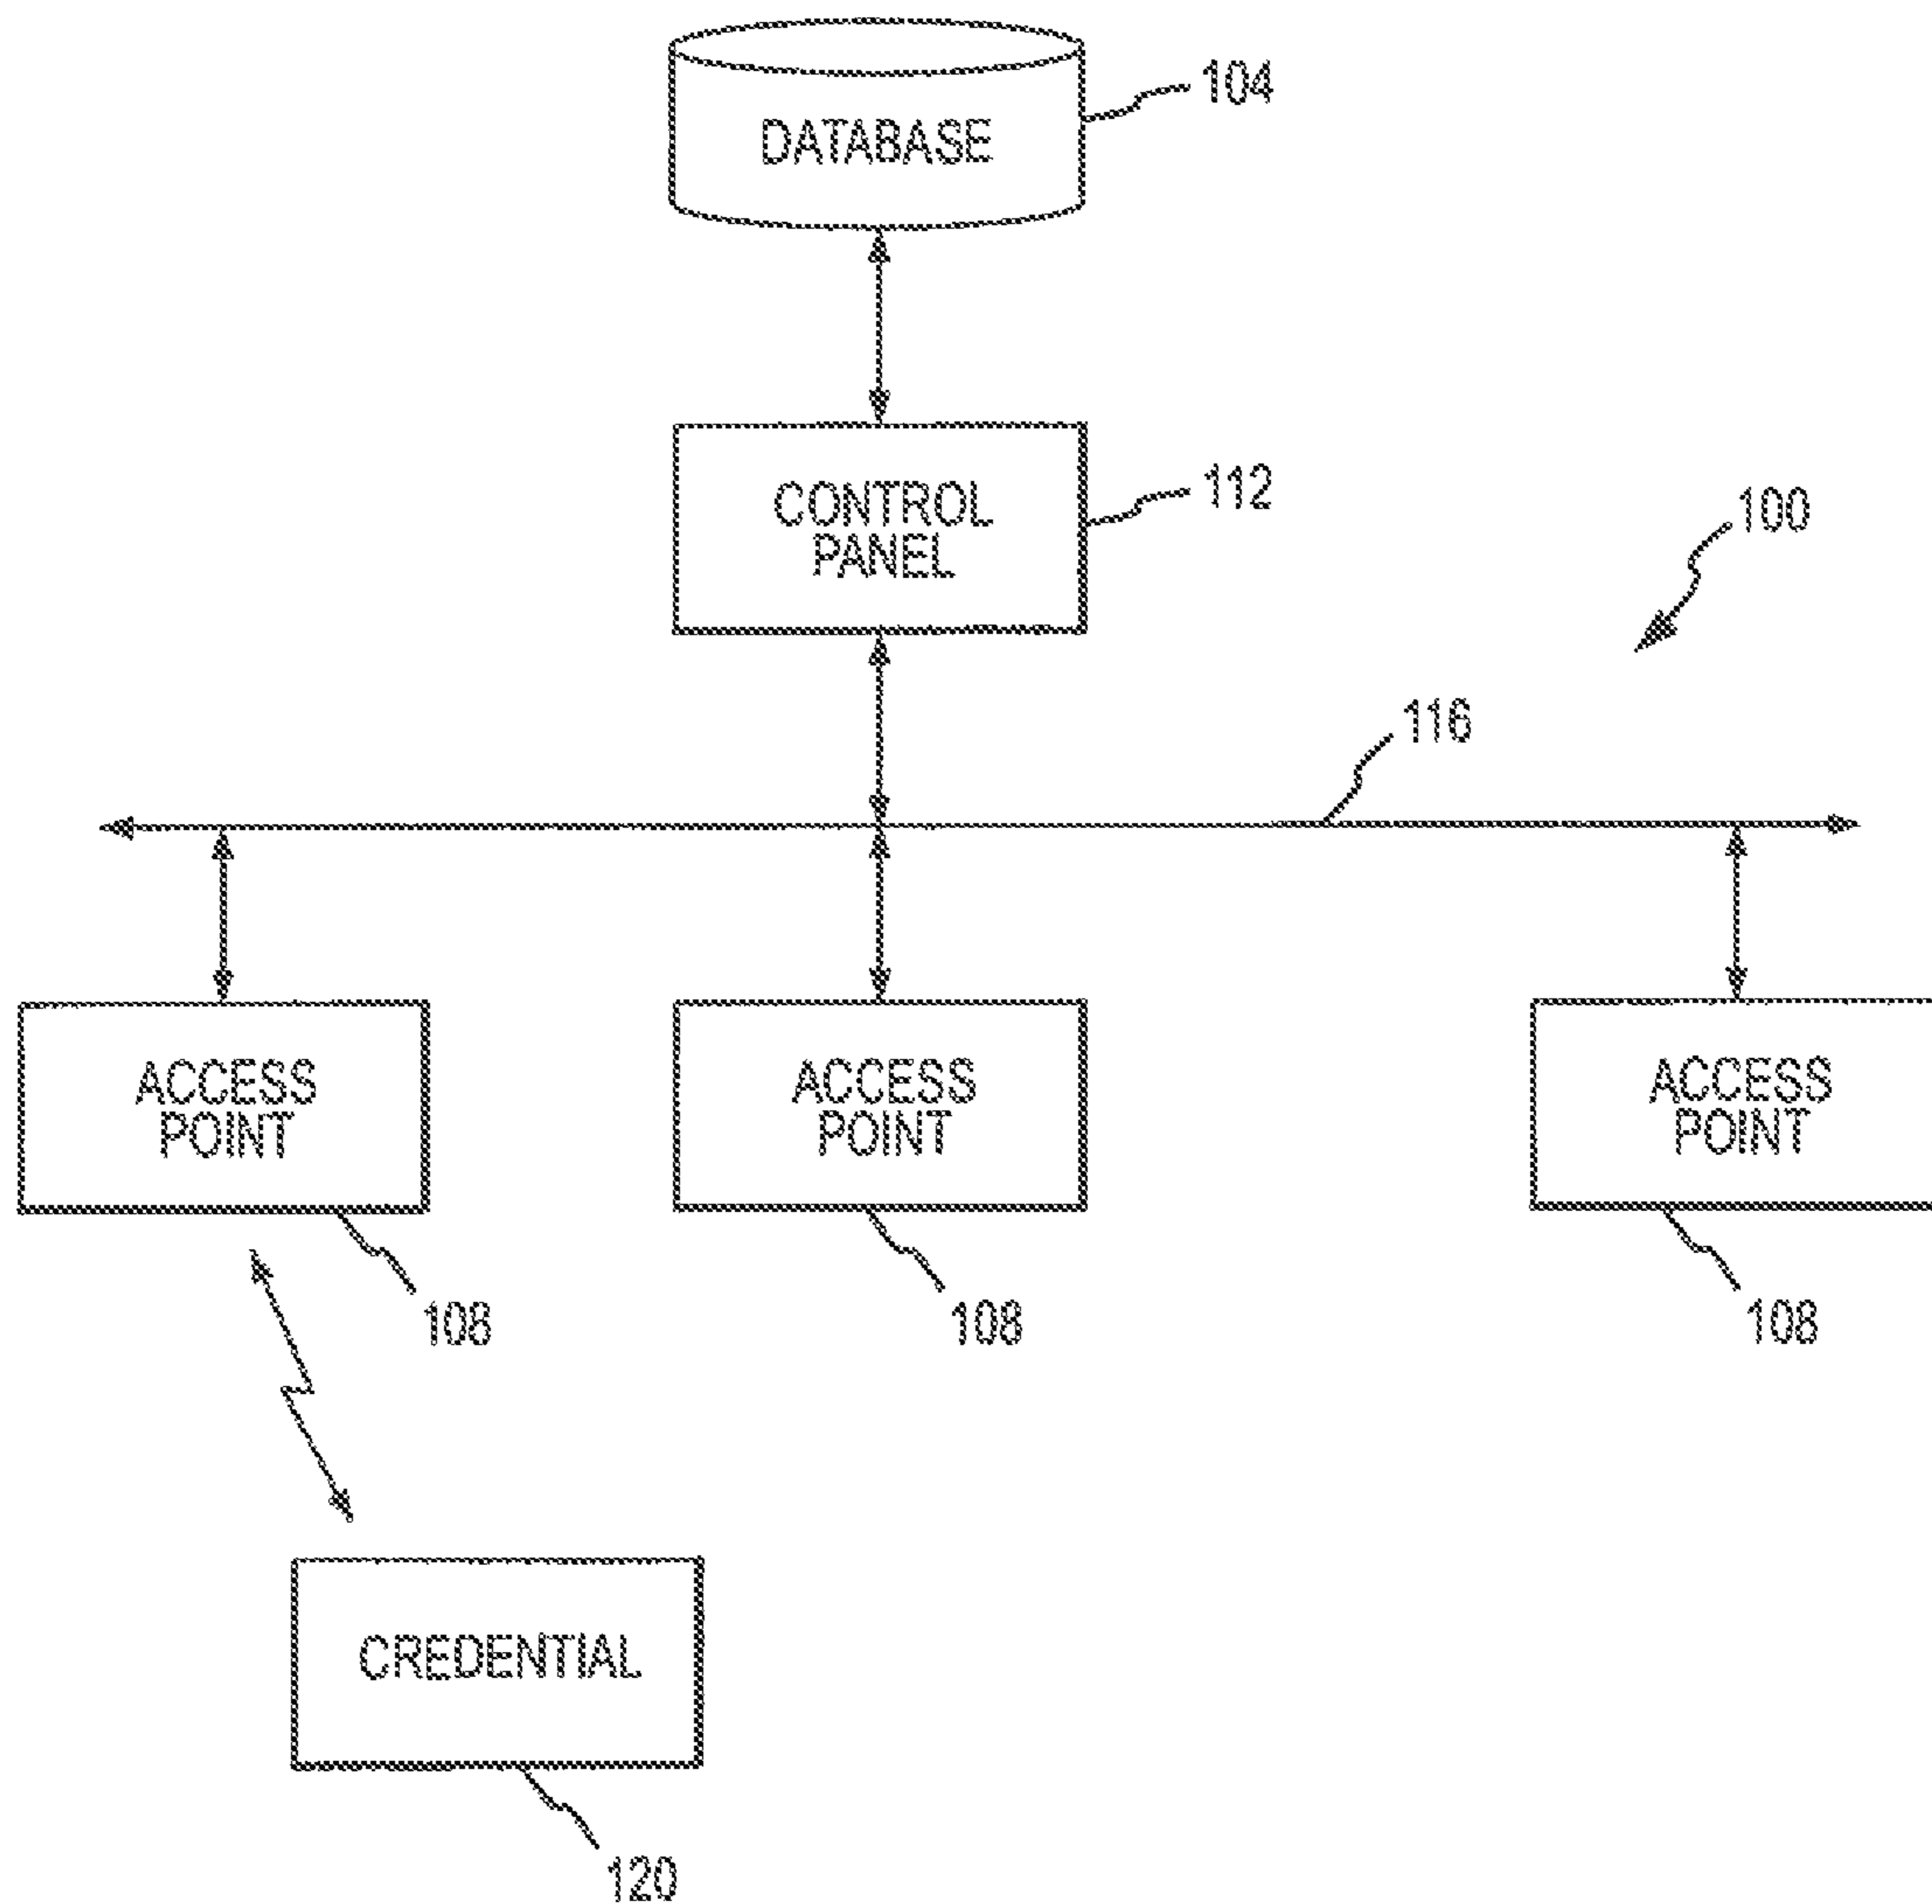 DATABASE
104
CONTROL
PANEL
112
100
116
ACCESS
POINT
ACCESS
POINT
ACCESS
POINT
108
108
108
CREDENTIAL
120